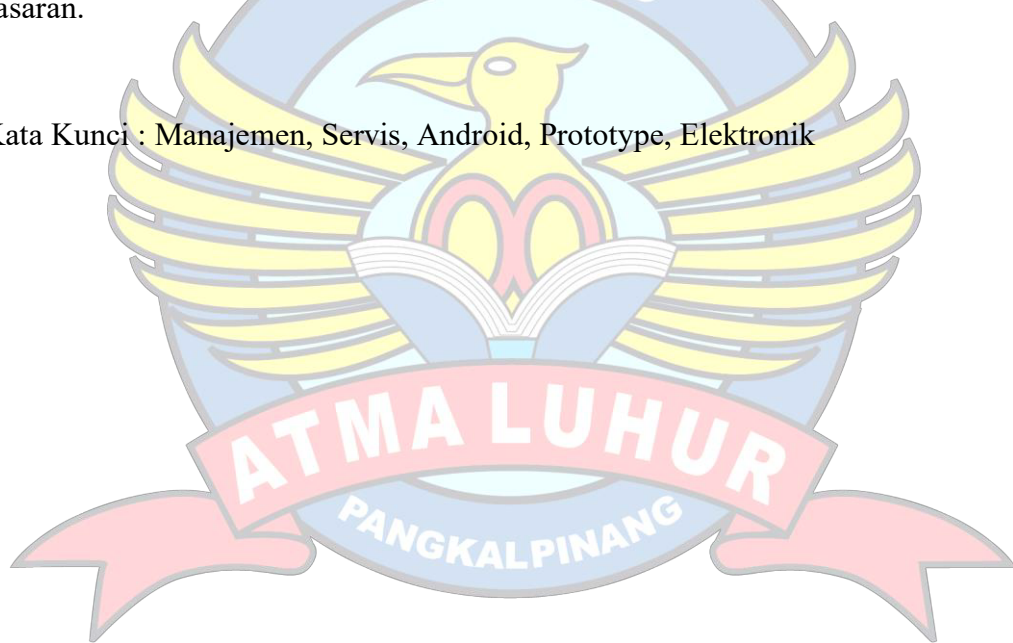 asaran.
Kata Kunci : Manajemen, Servis, Android, Prototype, Elektronik
ATMA LUHUR
PANGKALPINANG